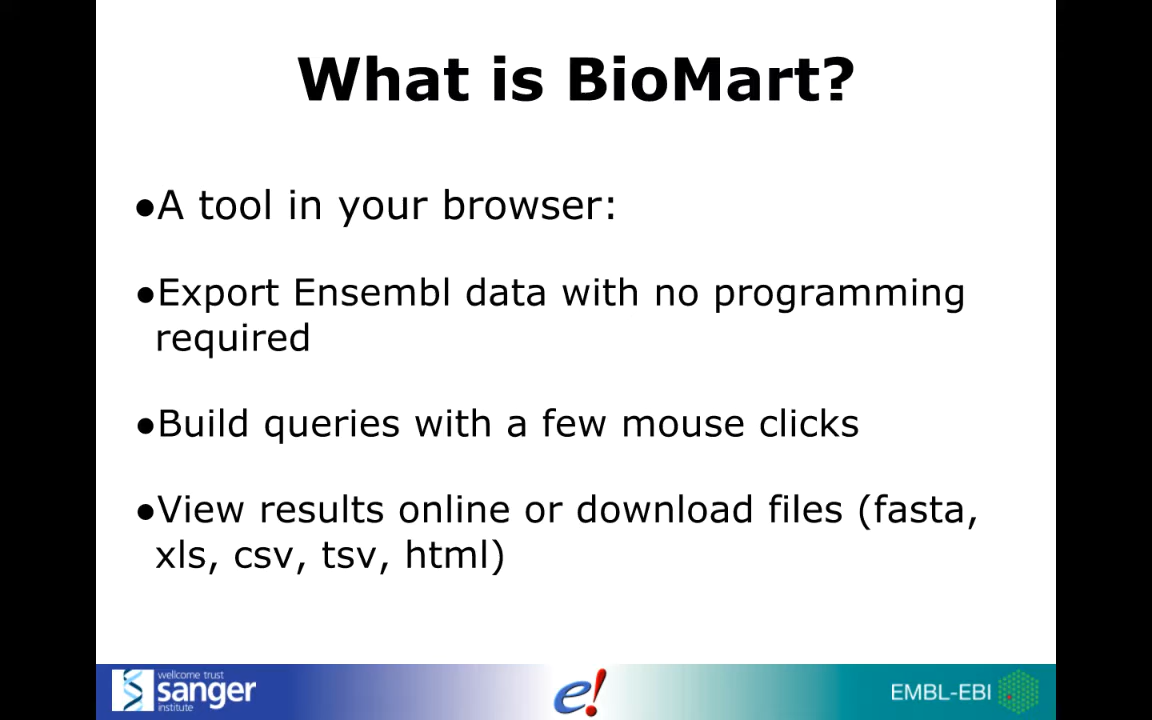 What is BioMart?
●A tool in your browser:
●Export Ensembl data with no programming
required
●Build queries with a few mouse clicks
●View results online or download files (fasta,
xls, csv, tsv, html)
wellcome trust
sanger
institute
e!
EMBL-EBI